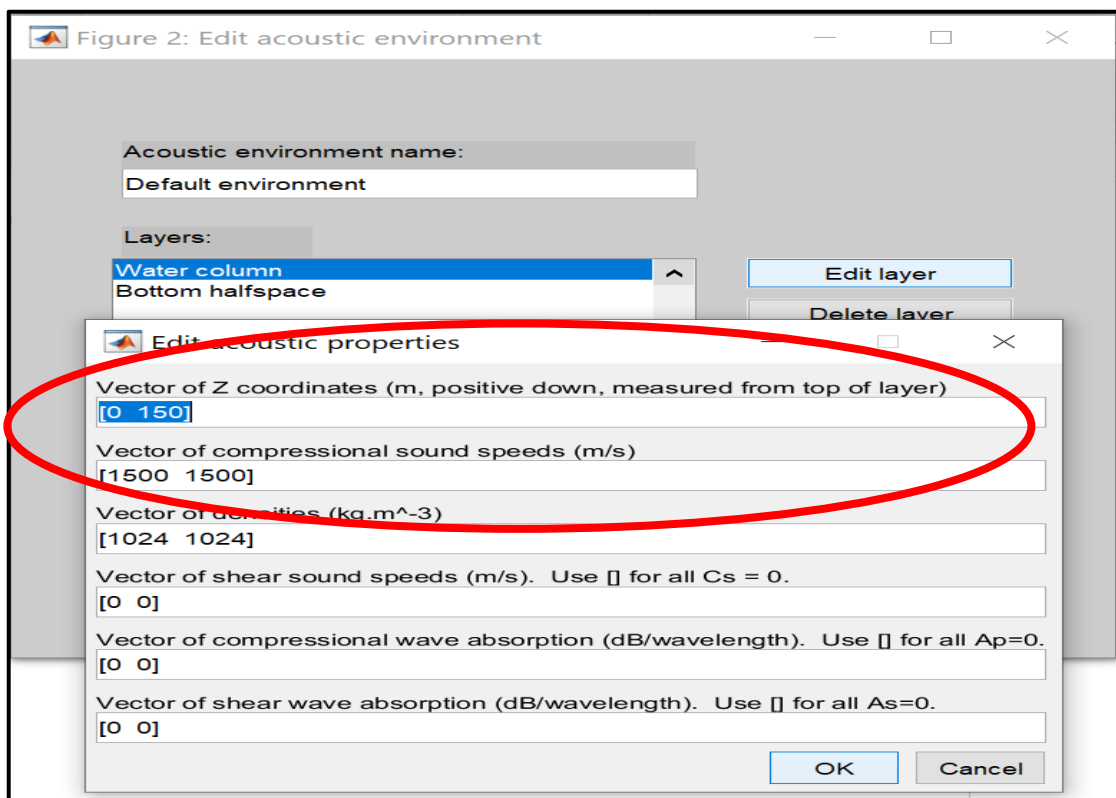 Figure 2: Edit acoustic environment
Acoustic environment name:
Default environment
Layers:
Water column
Edit layer
Bottom halfspace
Delete layer
Edit acoustic properties
Vector of Z coordinates (m, positive down, measured from top of layer)
[0 150]
Vector of compressional sound speeds (m/s)
[1500 1500]
Vector of densities (kg.m^-3)
[1024 1024]
Vector of shear sound speeds (m/s). Use [] for all Cs = 0.
[0 0]
Vector of compressional wave absorption (dB/wavelength). Use [] for all Ap=0.
[0 0]
Vector of shear wave absorption (dB/wavelength). Use [] for all As=0.
[0 0]
OK Cancel